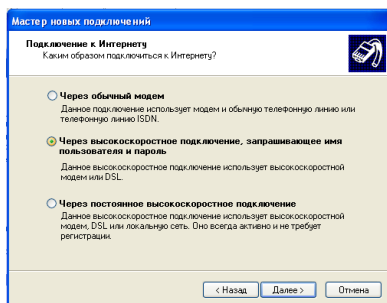 Мастер новых подключений
Подключение к Интернету
Каким образом подключиться к Интернету?
Через обычный модем
Данное подключение использует модем и обычную телефонную линию или
телефонную линию ISDN.
Через высокоскоростное подключение, запрашивающее имя
пользователя и пароль
Данное высокоскоростное подключение использует высокоскоростной
модем или DSL.
Через постоянное высокоскоростное подключение
Данное высокоскоростное подключение использует высокоскоростной
модем, DSL или локальную сеть. Оно всегда активно и не требует
регистрации.
< Назад Далее > Отмена